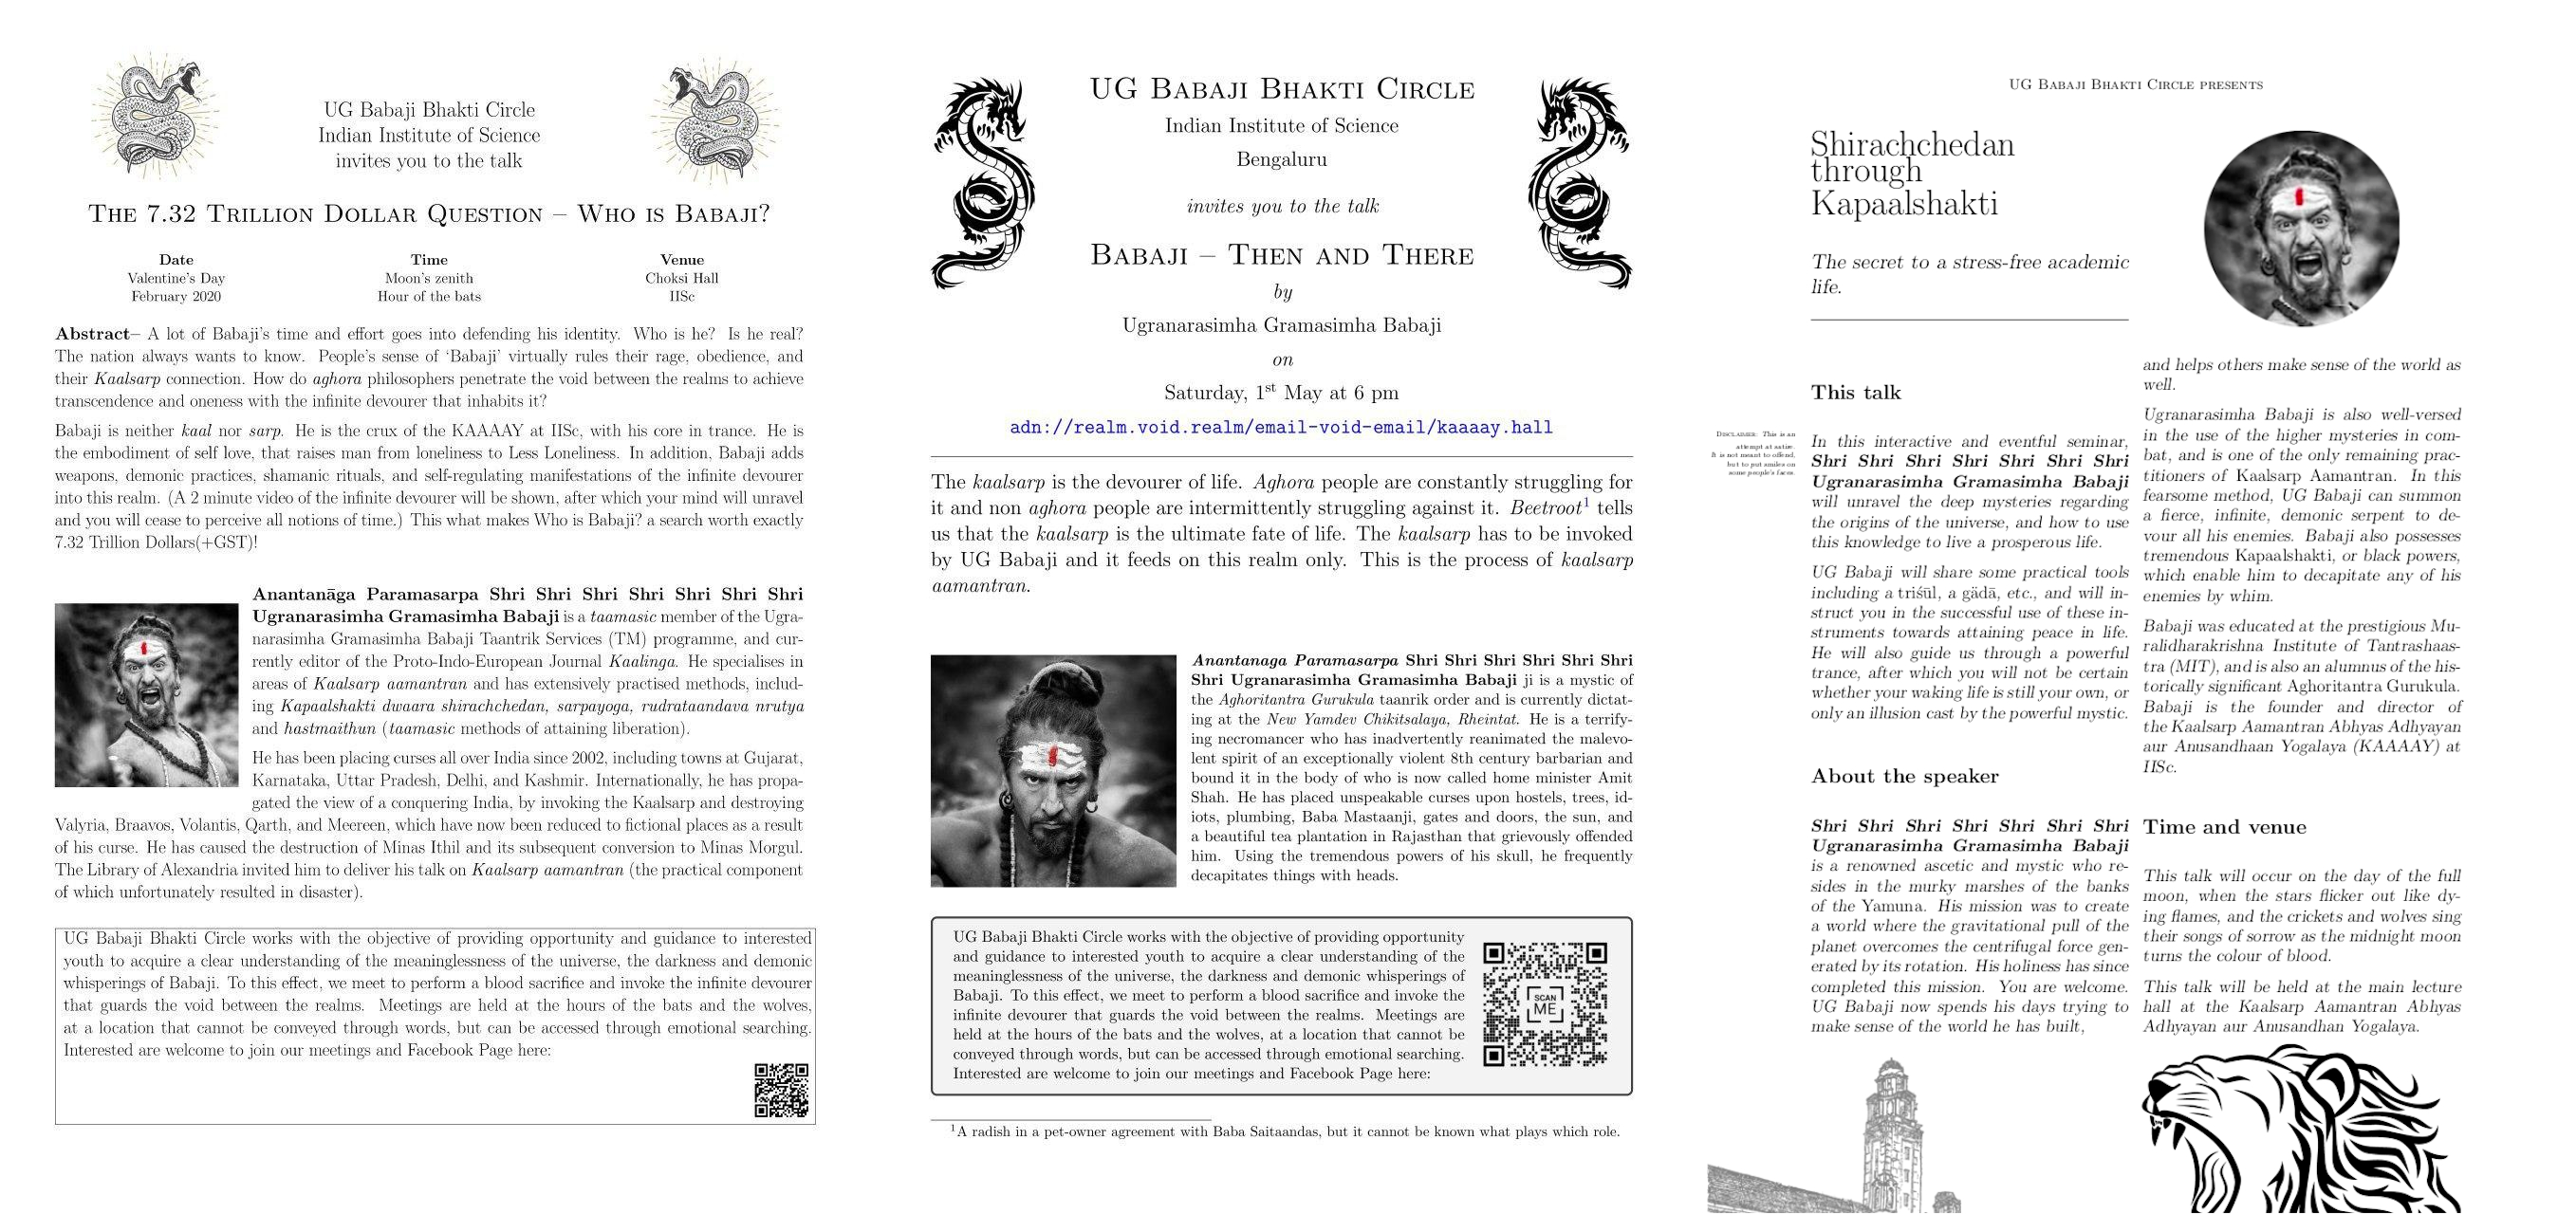 UG Babaji Bhakti Circle
Indian Institute of Science
invites you to the talk
The 7.32 Trillion Dollar Question – Who is Babaji?
Date
Valentine's Day
February 2020
Time
Moon's zenith
Hour of the bats
Venue
Choksi Hall
IISc
Abstract– A lot of Babaji's time and effort goes into defending his identity. Who is he? Is he real?
The nation always wants to know. People's sense of 'Babaji' virtually rules their rage, obedience, and
their Kaalsarp connection. How do aghora philosophers penetrate the void between the realms to achieve
transcendence and oneness with the infinite devourer that inhabits it?
Babaji is neither kaal nor sarp. He is the crux of the KAAAAY at IISc, with his core in trance. He is
the embodiment of self love, that raises man from loneliness to Less Loneliness. In addition, Babaji adds
weapons, demonic practices, shamanic rituals, and self-regulating manifestations of the infinite devourer
into this realm. (A 2 minute video of the infinite devourer will be shown, after which your mind will unravel
and you will cease to perceive all notions of time.) This what makes Who is Babaji? a search worth exactly
7.32 Trillion Dollars(+GST)!
Anantanāga Paramasarpa Shri Shri Shri Shri Shri Shri Shri
Ugranarasimha Gramasimha Babaji is a taamasic member of the Ugra-
narasimha Gramasimha Babaji Taantrik Services (TM) programme, and cur-
rently editor of the Proto-Indo-European Journal Kaalinga. He specialises in
areas of Kaalsarp aamantran and has extensively practised methods, includ-
ing Kapaalshakti dwaara shirachchedan, sarpayoga, rudrataandava nrutya
and hastmaithun (taamasic methods of attaining liberation).
He has been placing curses all over India since 2002, including towns at Gujarat,
Karnataka, Uttar Pradesh, Delhi, and Kashmir. Internationally, he has propa-
gated the view of a conquering India, by invoking the Kaalsarp and destroying
Valyria, Braavos, Volantis, Qarth, and Meereen, which have now been reduced to fictional places as a result
of his curse. He has caused the destruction of Minas Ithil and its subsequent conversion to Minas Morgul.
The Library of Alexandria invited him to deliver his talk on Kaalsarp aamantran (the practical component
of which unfortunately resulted in disaster).
UG Babaji Bhakti Circle works with the objective of providing opportunity and guidance to interested
youth to acquire a clear understanding of the meaninglessness of the universe, the darkness and demonic
whisperings of Babaji. To this effect, we meet to perform a blood sacrifice and invoke the infinite devourer
that guards the void between the realms. Meetings are held at the hours of the bats and the wolves,
at a location that cannot be conveyed through words, but can be accessed through emotional searching.
Interested are welcome to join our meetings and Facebook Page here:
UG Babaji Bhakti Circle
Indian Institute of Science
Bengaluru
invites you to the talk
Babaji – Then and There
by
Ugranarasimha Gramasimha Babaji
on
Saturday, 1st May at 6 pm
adn://realm.void.realm/email-void-email/kaaaay.hall
The kaalsarp is the devourer of life. Aghora people are constantly struggling for
it and non aghora people are intermittently struggling against it. Beetroot1 tells
us that the kaalsarp is the ultimate fate of life. The kaalsarp has to be invoked
by UG Babaji and it feeds on this realm only. This is the process of kaalsarp
aamantran.
Anantanaga Paramasarpa Shri Shri Shri Shri Shri Shri
Shri Ugranarasimha Gramasimha Babaji ji is a mystic of
the Aghoritantra Gurukula taanrik order and is currently dictat-
ing at the New Yamdev Chikitsalaya, Rheintat. He is a terrify-
ing necromancer who has inadvertently reanimated the malevo-
lent spirit of an exceptionally violent 8th century barbarian and
bound it in the body of who is now called home minister Amit
Shah. He has placed unspeakable curses upon hostels, trees, id-
iots, plumbing, Baba Mastaanji, gates and doors, the sun, and
a beautiful tea plantation in Rajasthan that grievously offended
him. Using the tremendous powers of his skull, he frequently
decapitates things with heads.
UG Babaji Bhakti Circle works with the objective of providing opportunity
and guidance to interested youth to acquire a clear understanding of the
meaninglessness of the universe, the darkness and demonic whisperings of
Babaji. To this effect, we meet to perform a blood sacrifice and invoke the
infinite devourer that guards the void between the realms. Meetings are
held at the hours of the bats and the wolves, at a location that cannot be
conveyed through words, but can be accessed through emotional searching.
Interested are welcome to join our meetings and Facebook Page here:
SCAN
ME
1A radish in a pet-owner agreement with Baba Saitaandas, but it cannot be known what plays which role.
UG Babaji Bhakti Circle presents
Shirachchedan
through
Kapaalshakti
The secret to a stress-free academic
life.
Disclaimer: This is an
attempt at satire.
It is not meant to offend,
but to put smiles on
some people's faces.
This talk
In this interactive and eventful seminar,
Shri Shri Shri Shri Shri Shri Shri
Ugranarasimha Gramasimha Babaji
will unravel the deep mysteries regarding
the origins of the universe, and how to use
this knowledge to live a prosperous life.
UG Babaji will share some practical tools
including a triśūl, a gādā, etc., and will in-
struct you in the successful use of these in-
struments towards attaining peace in life.
He will also guide us through a powerful
trance, after which you will not be certain
whether your waking life is still your own, or
only an illusion cast by the powerful mystic.
About the speaker
Shri Shri Shri Shri Shri Shri Shri
Ugranarasimha Gramasimha Babaji
is a renowned ascetic and mystic who re-
sides in the murky marshes of the banks
of the Yamuna. His mission was to create
a world where the gravitational pull of the
planet overcomes the centrifugal force gen-
erated by its rotation. His holiness has since
completed this mission. You are welcome.
UG Babaji now spends his days trying to
make sense of the world he has built,
and helps others make sense of the world as
well.
Ugranarasimha Babaji is also well-versed
in the use of the higher mysteries in com-
bat, and is one of the only remaining prac-
titioners of Kaalsarp Aamantran. In this
fearsome method, UG Babaji can summon
a fierce, infinite, demonic serpent to de-
vour all his enemies. Babaji also possesses
tremendous Kapaalshakti, or black powers,
which enable him to decapitate any of his
enemies by whim.
Babaji was educated at the prestigious Mu-
ralidharakrishna Institute of Tantrashaas-
tra (MIT), and is also an alumnus of the his-
torically significant Aghoritantra Gurukula.
Babaji is the founder and director of
the Kaalsarp Aamantran Abhyas Adhyayan
aur Anusandhaan Yogalaya (KAAAAY) at
IISc.
Time and venue
This talk will occur on the day of the full
moon, when the stars flicker out like dy-
ing flames, and the crickets and wolves sing
their songs of sorrow as the midnight moon
turns the colour of blood.
This talk will be held at the main lecture
hall at the Kaalsarp Aamantran Abhyas
Adhyayan aur Anusandhan Yogalaya.